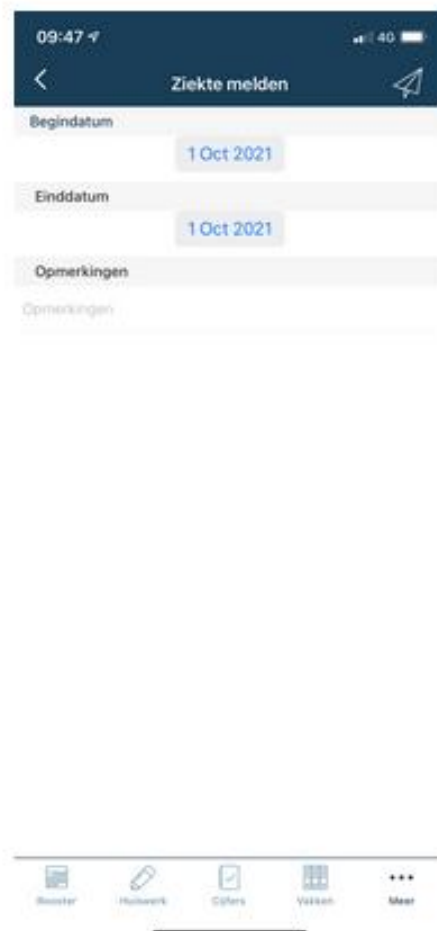 09:47 4G
Ziekte melden
Begindatum
1 Oct 2021
Einddatum
1 Oct 2021
Opmerkingen
Opmerkingen
Rooster Huiswerk Cijfers Vakken Meer